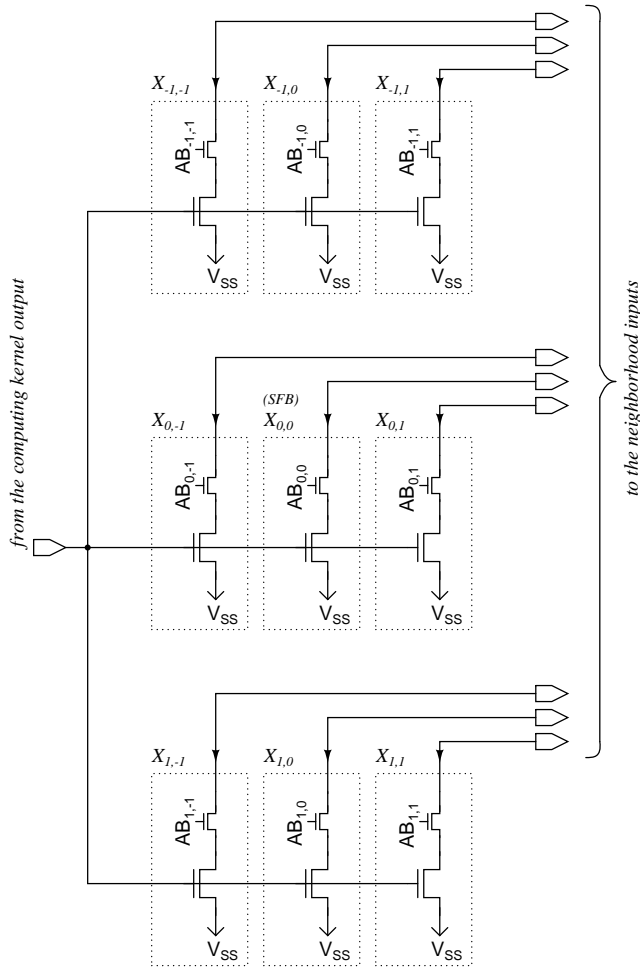 X-1,-1 X-1,0 X-1,1
AB-1,-1 AB-1,0 AB-1,1
VSS VSS VSS
from the computing kernel output
to the neighborhood inputs
(SFB)
X0,-1 X0,0 X0,1
AB0,-1 AB0,0 AB0,1
VSS VSS VSS
X1,-1 X1,0 X1,1
AB1,-1 AB1,0 AB1,1
VSS VSS VSS